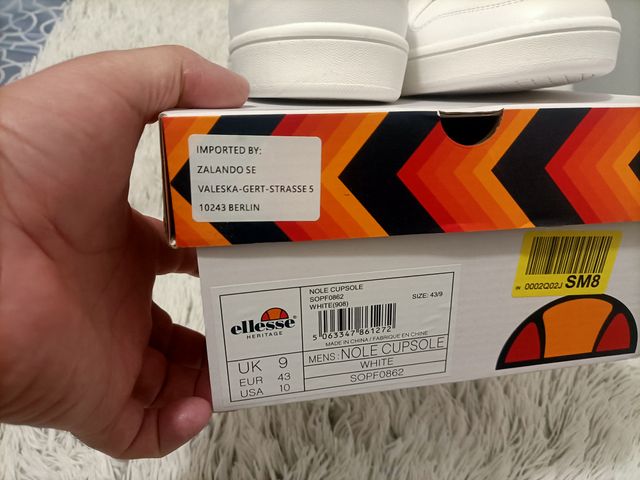 IMPORTED BY:
ZALANDO SE
VALESKA-GERT-STRASSE 5
10243 BERLIN
IN 0002Q02J SM8
NOLE CUPSOLE
SOPF0862
WHITE(908)
SIZE: 43/9
5 063347 861272
MADE IN CHINA / FABRIQUE EN CHINE
ellesse
HERITAGE
UK 9
EUR 43
USA 10
MENS: NOLE CUPSOLE
WHITE
SOPF0862